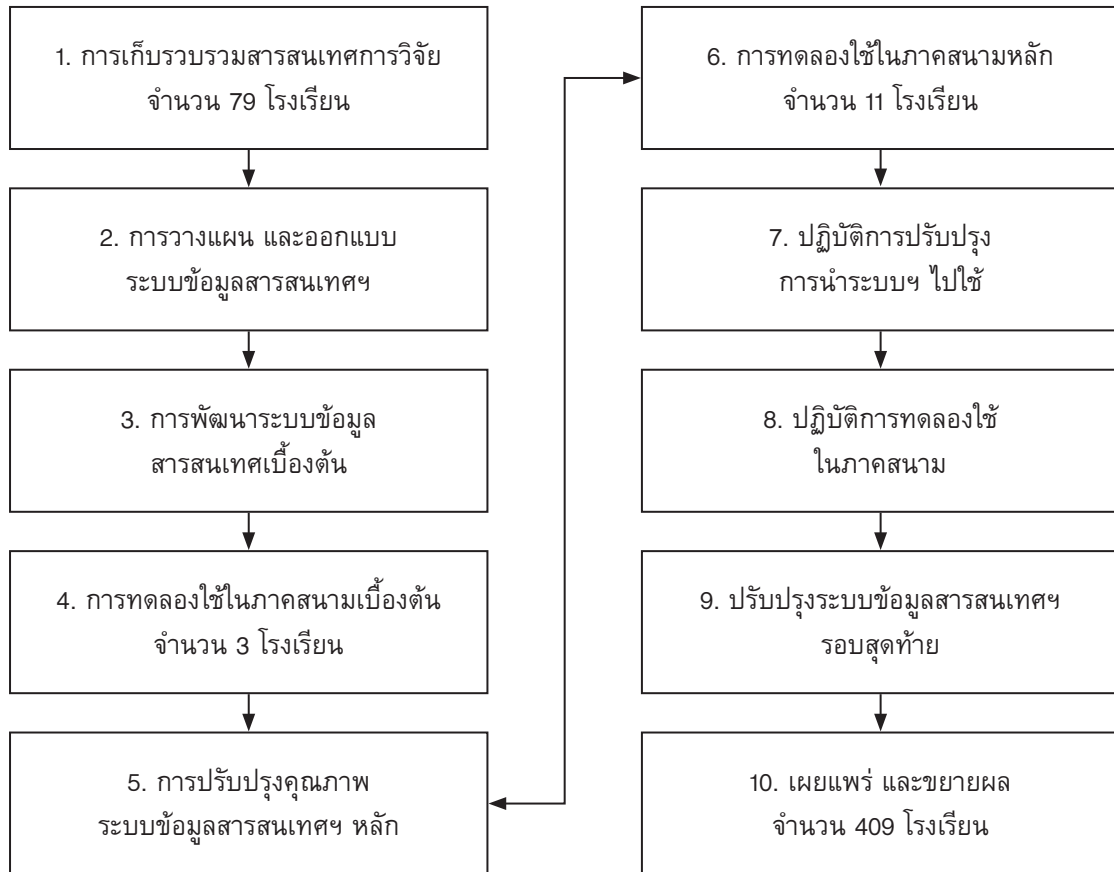 1. การเก็บรวบรวมสารสนเทศการวิจัย
จำนวน 79 โรงเรียน
2. การวางแผน และออกแบบ
ระบบข้อมูลสารสนเทศฯ
3. การพัฒนาระบบข้อมูล
สารสนเทศเบื้องต้น
4. การทดลองใช้ในภาคสนามเบื้องต้น
จำนวน 3 โรงเรียน
5. การปรับปรุงคุณภาพ
ระบบข้อมูลสารสนเทศฯ หลัก
6. การทดลองใช้ในภาคสนามหลัก
จำนวน 11 โรงเรียน
7. ปฏิบัติการปรับปรุง
การนำระบบฯ ไปใช้
8. ปฏิบัติการทดลองใช้
ในภาคสนาม
9. ปรับปรุงระบบข้อมูลสารสนเทศฯ
รอบสุดท้าย
10. เผยแพร่ และขยายผล
จำนวน 409 โรงเรียน